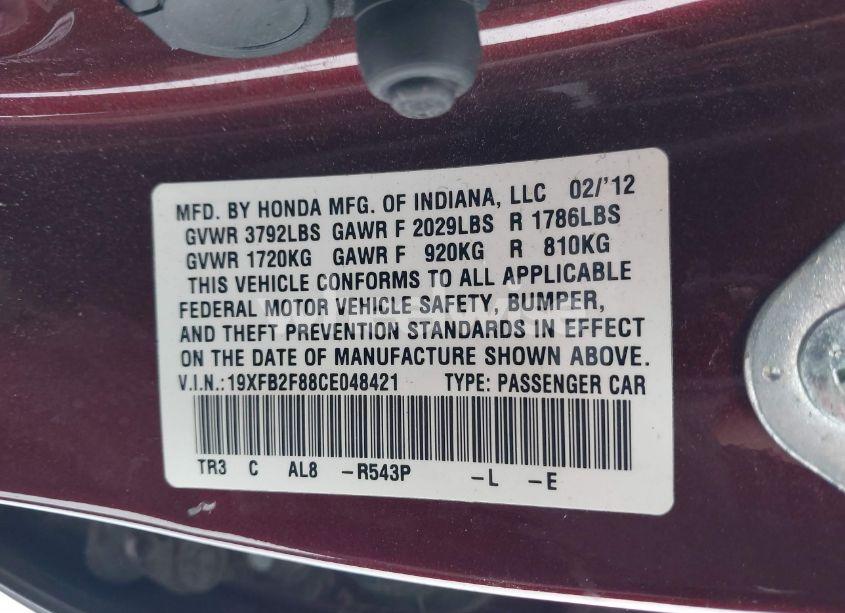 MFD. BY HONDA MFG. OF INDIANA, LLC 02/'12
GVWR 3792LBS GAWR F 2029LBS R 1786LBS
GVWR 1720KG GAWR F 920KG R 810KG
THIS VEHICLE CONFORMS TO ALL APPLICABLE
FEDERAL MOTOR VEHICLE SAFETY, BUMPER,
AND THEFT PREVENTION STANDARDS IN EFFECT
ON THE DATE OF MANUFACTURE SHOWN ABOVE.
V.I.N.: 19XFB2F88CE048421 TYPE: PASSENGER CAR
TR3 C AL8 -R543P -L -E